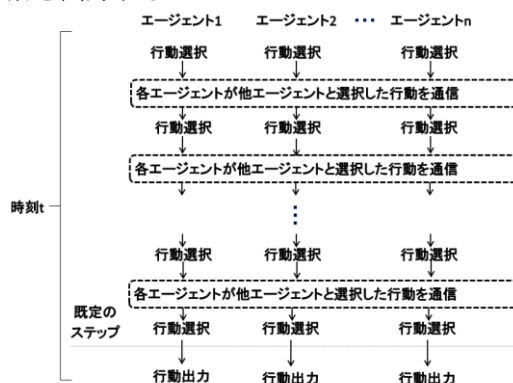 エージェント1 エージェント2 ・・・ エージェントn
行動選択 行動選択 行動選択
各エージェントが他エージェントと選択した行動を通信
行動選択 行動選択 行動選択
各エージェントが他エージェントと選択した行動を通信
時刻t
行動選択 行動選択 行動選択
各エージェントが他エージェントと選択した行動を通信
既定の
ステップ 行動選択 行動選択 行動選択
行動出力 行動出力 行動出力